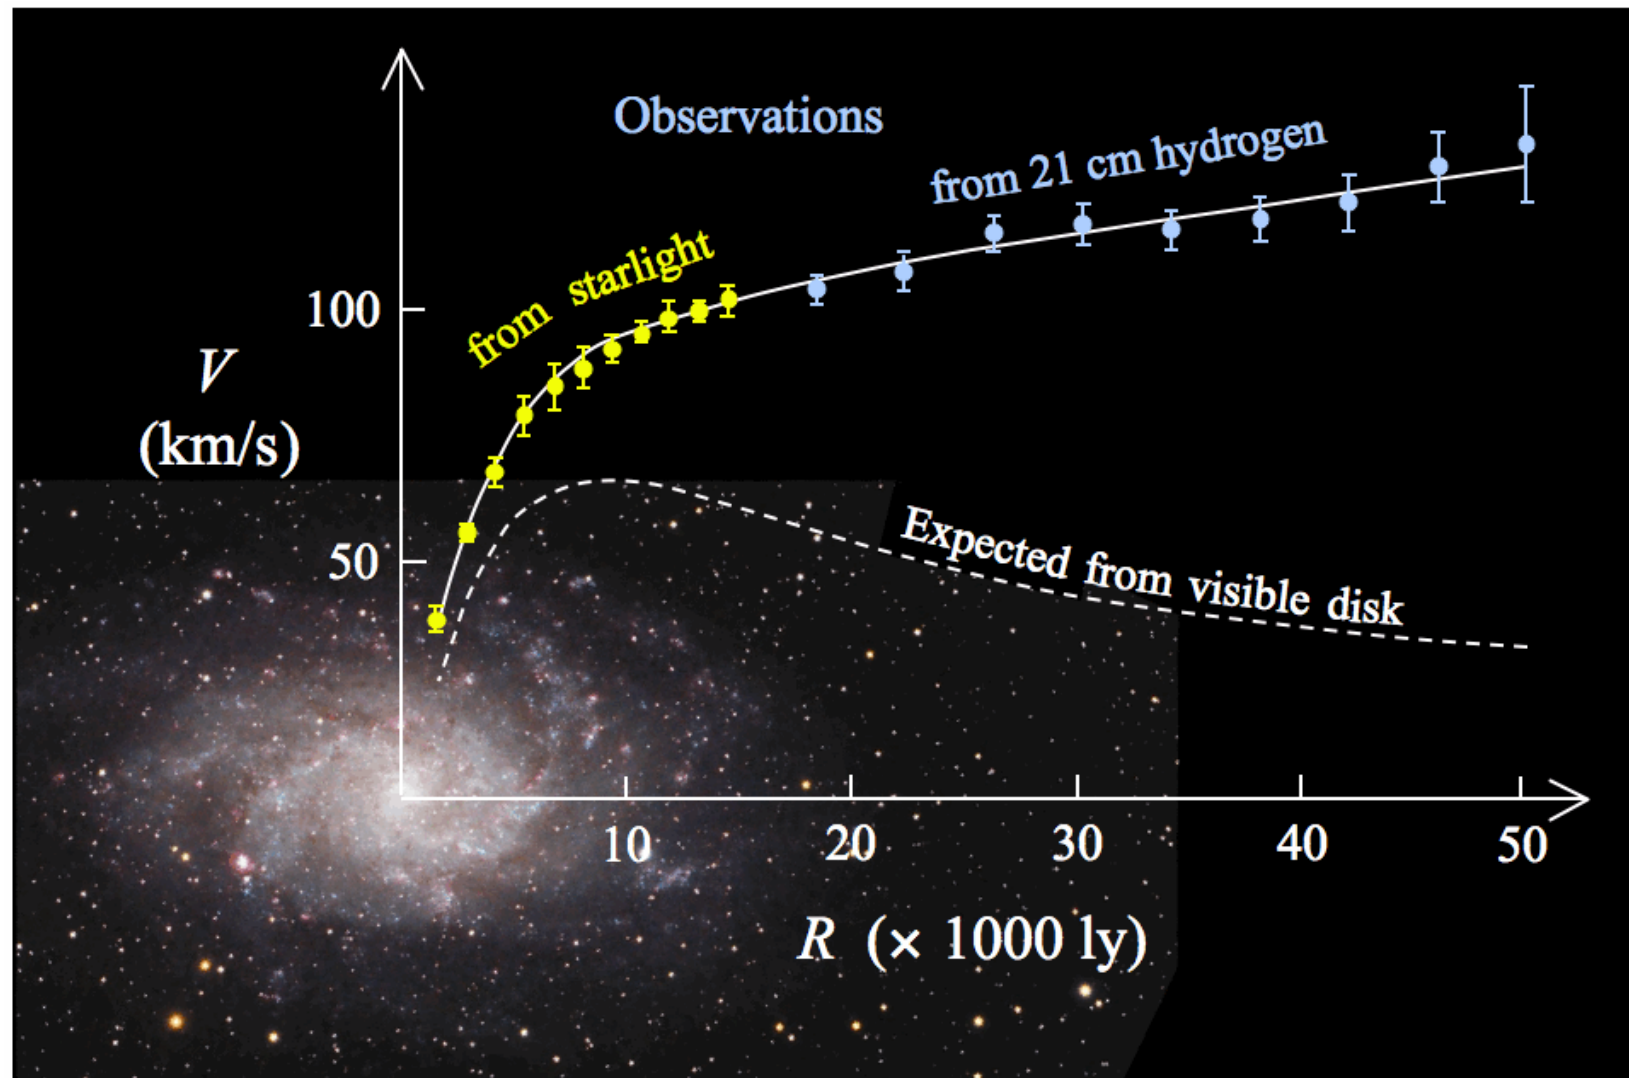 Observations
from 21 cm hydrogen
from starlight
100
V
(km/s)
50
Expected from visible disk
10 20 30 40 50
R (× 1000 ly)